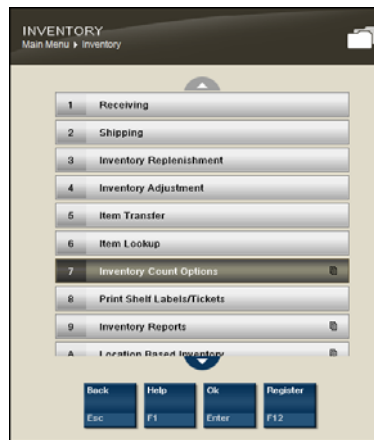 INVENTORY
Main Menu ▸ Inventory
1 Receiving
2 Shipping
3 Inventory Replenishment
4 Inventory Adjustment
5 Item Transfer
6 Item Lookup
7 Inventory Count Options
8 Print Shelf Labels/Tickets
9 Inventory Reports
A Location Based Inventory
Back Help Ok Register
Esc F1 Enter F12